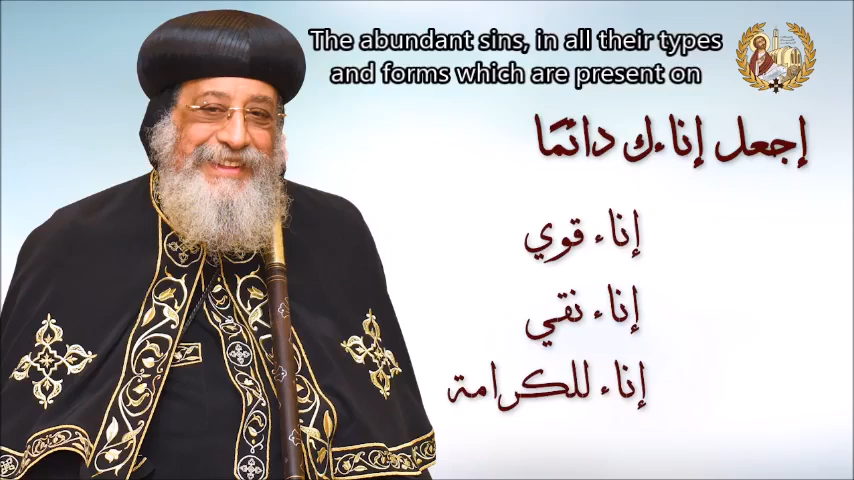 The abundant sins, in all their types
and forms which are present on
إجعل إناءك دائمًا
إناء قوي
إناء نقي
إناء للكرامة